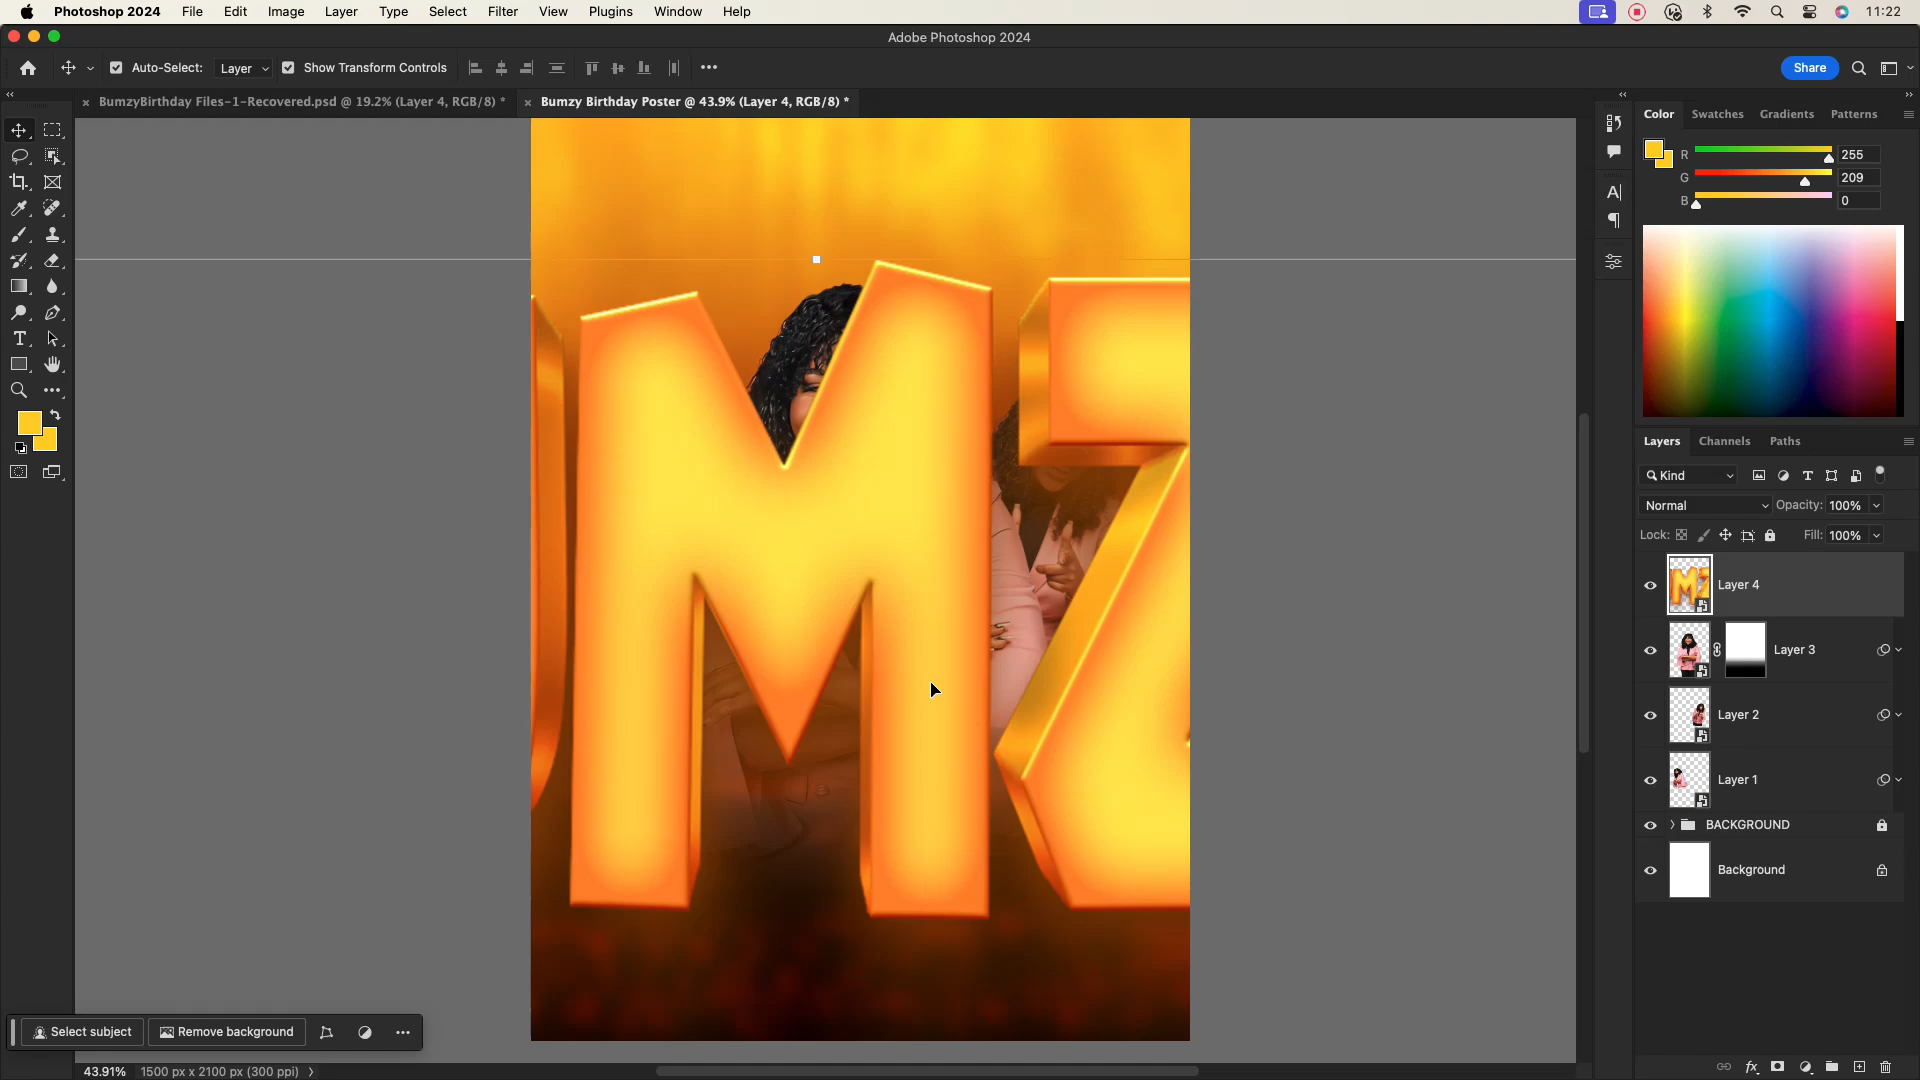 Photoshop 2024 File Edit Image Layer Type Select Filter View Plugins Window Help 11:22
Adobe Photoshop 2024
Auto-Select: Layer Show Transform Controls Share
BumzyBirthday Files-1-Recovered.psd @ 19.2% (Layer 4, RGB/8) * Bumzy Birthday Poster @ 43.9% (Layer 4, RGB/8) *
Color Swatches Gradients Patterns
R 255
G 209
B 0
MZ
Layers Channels Paths
Kind
Normal Opacity: 100%
Lock: Fill: 100%
Layer 4
Layer 3
Layer 2
Layer 1
BACKGROUND
Background
Select subject Remove background
43.91% 1500 px x 2100 px (300 ppi)